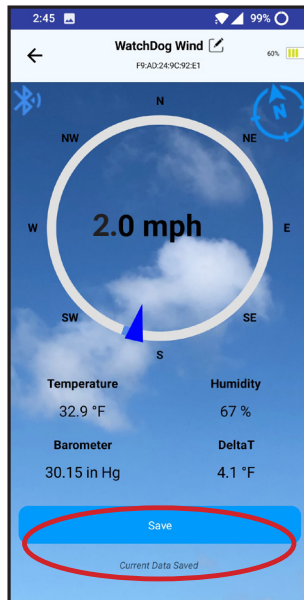 2:45 99%
WatchDog Wind
F9:AD:24:9C:92:E1
60%
N
N
NW NE
W 2.0 mph E
SW SE
S
Temperature Humidity
32.9 °F 67 %
Barometer DeltaT
30.15 in Hg 4.1 °F
Save
Current Data Saved